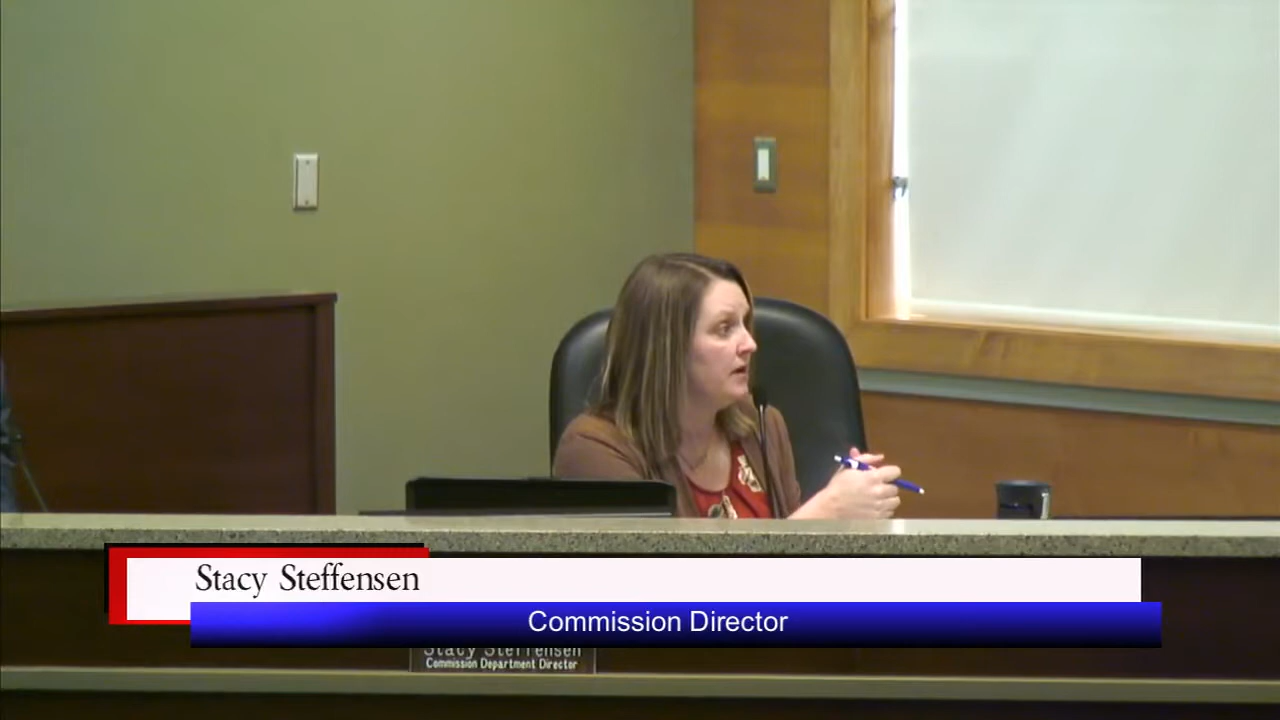 Stacy Steffensen
Commission Director
Stacy Steffensen
Commission Department Director